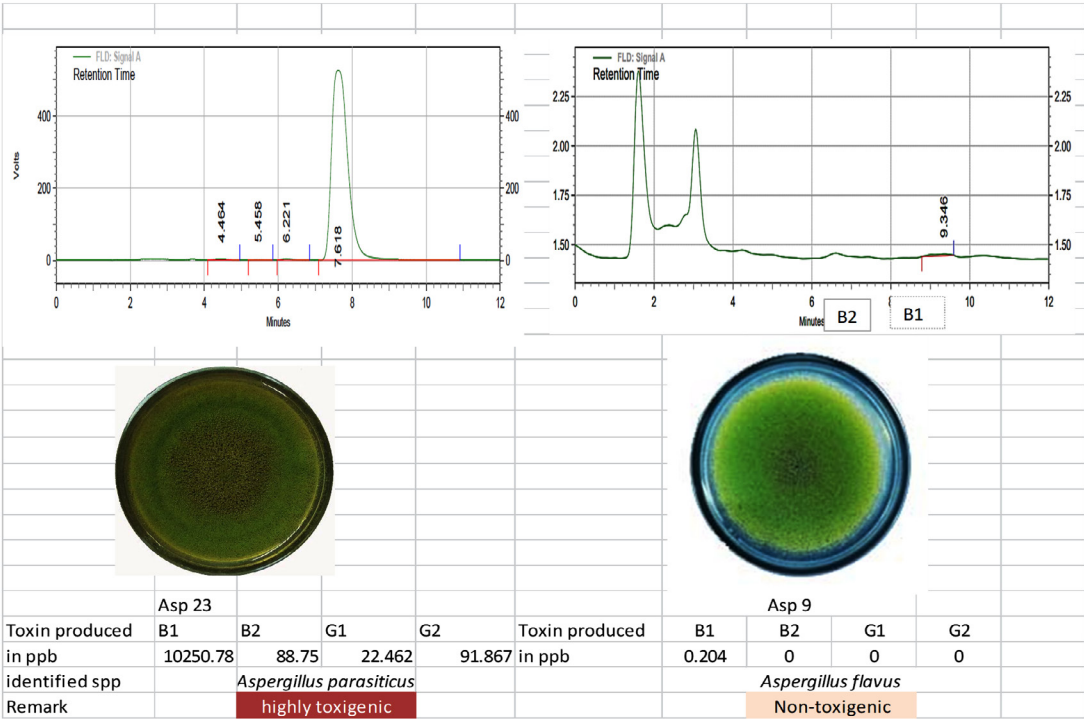 FLD: Signal A
Retention Time
Volts
400
200
0
4.464
5.458
6.221
7.618
400
200
0
0 2 4 6 8 10 12
Minutes
FLD: Signal A
Retention Time
2.25
2.00
1.75
1.50
9.346
2.25
2.00
1.75
1.50
0 2 4 6 8 10 12
Minutes
B2
B1
Asp 23
Toxin produced B1 B2 G1 G2
in ppb 10250.78 88.75 22.462 91.867
identified spp Aspergillus parasiticus
Remark highly toxigenic
Asp 9
Toxin produced B1 B2 G1 G2
in ppb 0.204 0 0 0
Aspergillus flavus
Non-toxigenic